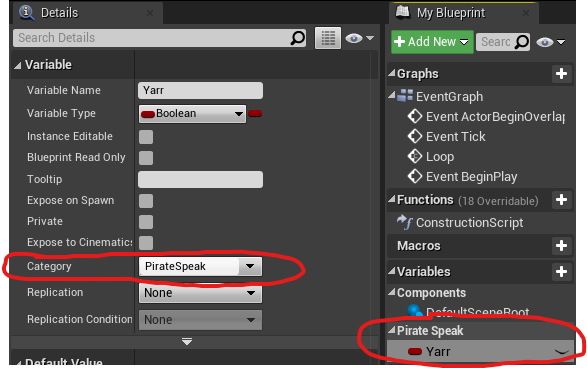 Details
Search Details
Variable
Variable Name
Yarr
Variable Type
Boolean
Instance Editable
Blueprint Read Only
Tooltip
Expose on Spawn
Private
Expose to Cinematics
Category
PirateSpeak
Replication
None
Replication Condition
None
Default Value
My Blueprint
Add New
Searc
Graphs
EventGraph
Event ActorBeginOverlap
Event Tick
Loop
Event BeginPlay
Functions (18 Overridable)
ConstructionScript
Macros
Variables
Components
DefaultSceneRoot
Pirate Speak
Yarr